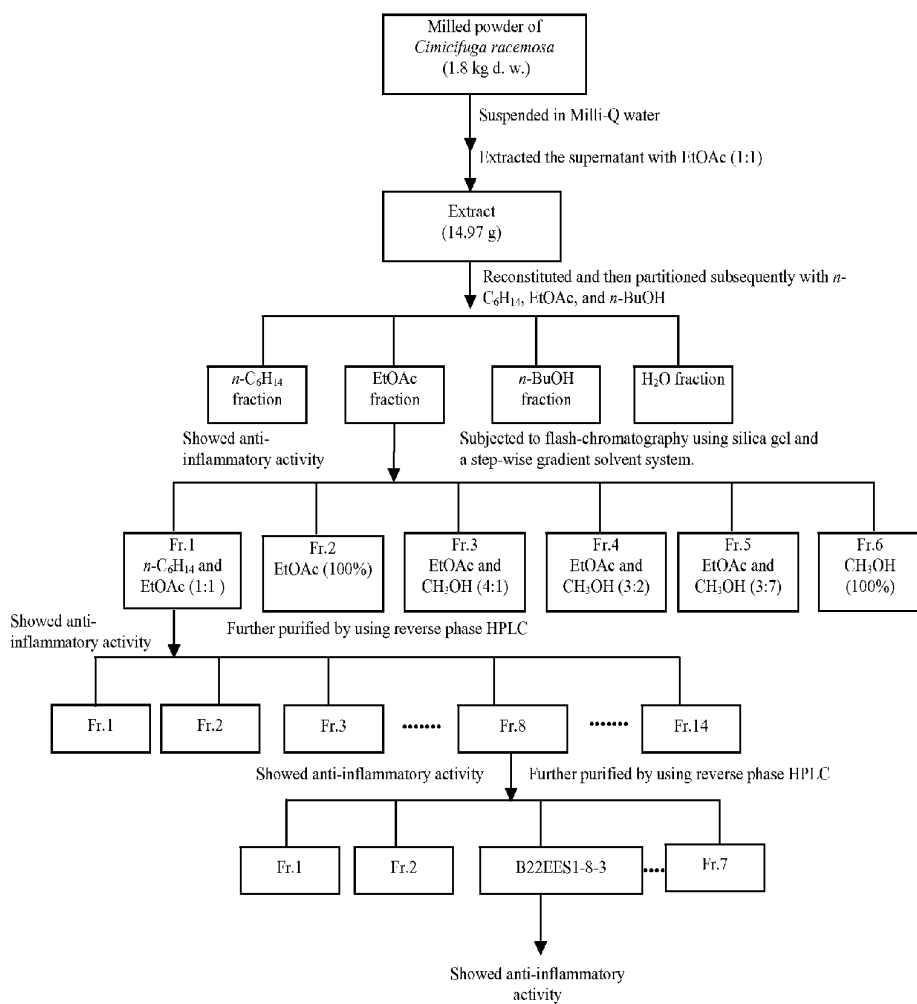 Milled powder of
Cimicifuga racemosa
(1.8 kg d. w.)
Suspended in Milli-Q water
Extracted the supernatant with EtOAc (1:1)
Extract
(14.97 g)
Reconstituted and then partitioned subsequently with n-
C₆H₁₄, EtOAc, and n-BuOH
n-C₆H₁₄
fraction
EtOAc
fraction
n-BuOH
fraction
H₂O fraction
Showed anti-
inflammatory activity
Subjected to flash-chromatography using silica gel and
a step-wise gradient solvent system.
Fr.1
n-C₆H₁₄ and
EtOAc (1:1 )
Fr.2
EtOAc (100%)
Fr.3
EtOAc and
CH₃OH (4:1)
Fr.4
EtOAc and
CH₃OH (3:2)
Fr.5
EtOAc and
CH₃OH (3:7)
Fr.6
CH₃OH
(100%)
Showed anti-
inflammatory activity
Further purified by using reverse phase HPLC
Fr.1
Fr.2
Fr.3
.......
Fr.8
.......
Fr.14
Showed anti-inflammatory activity
Further purified by using reverse phase HPLC
Fr.1
Fr.2
B22EES1-8-3
....
Fr.7
Showed anti-inflammatory
activity